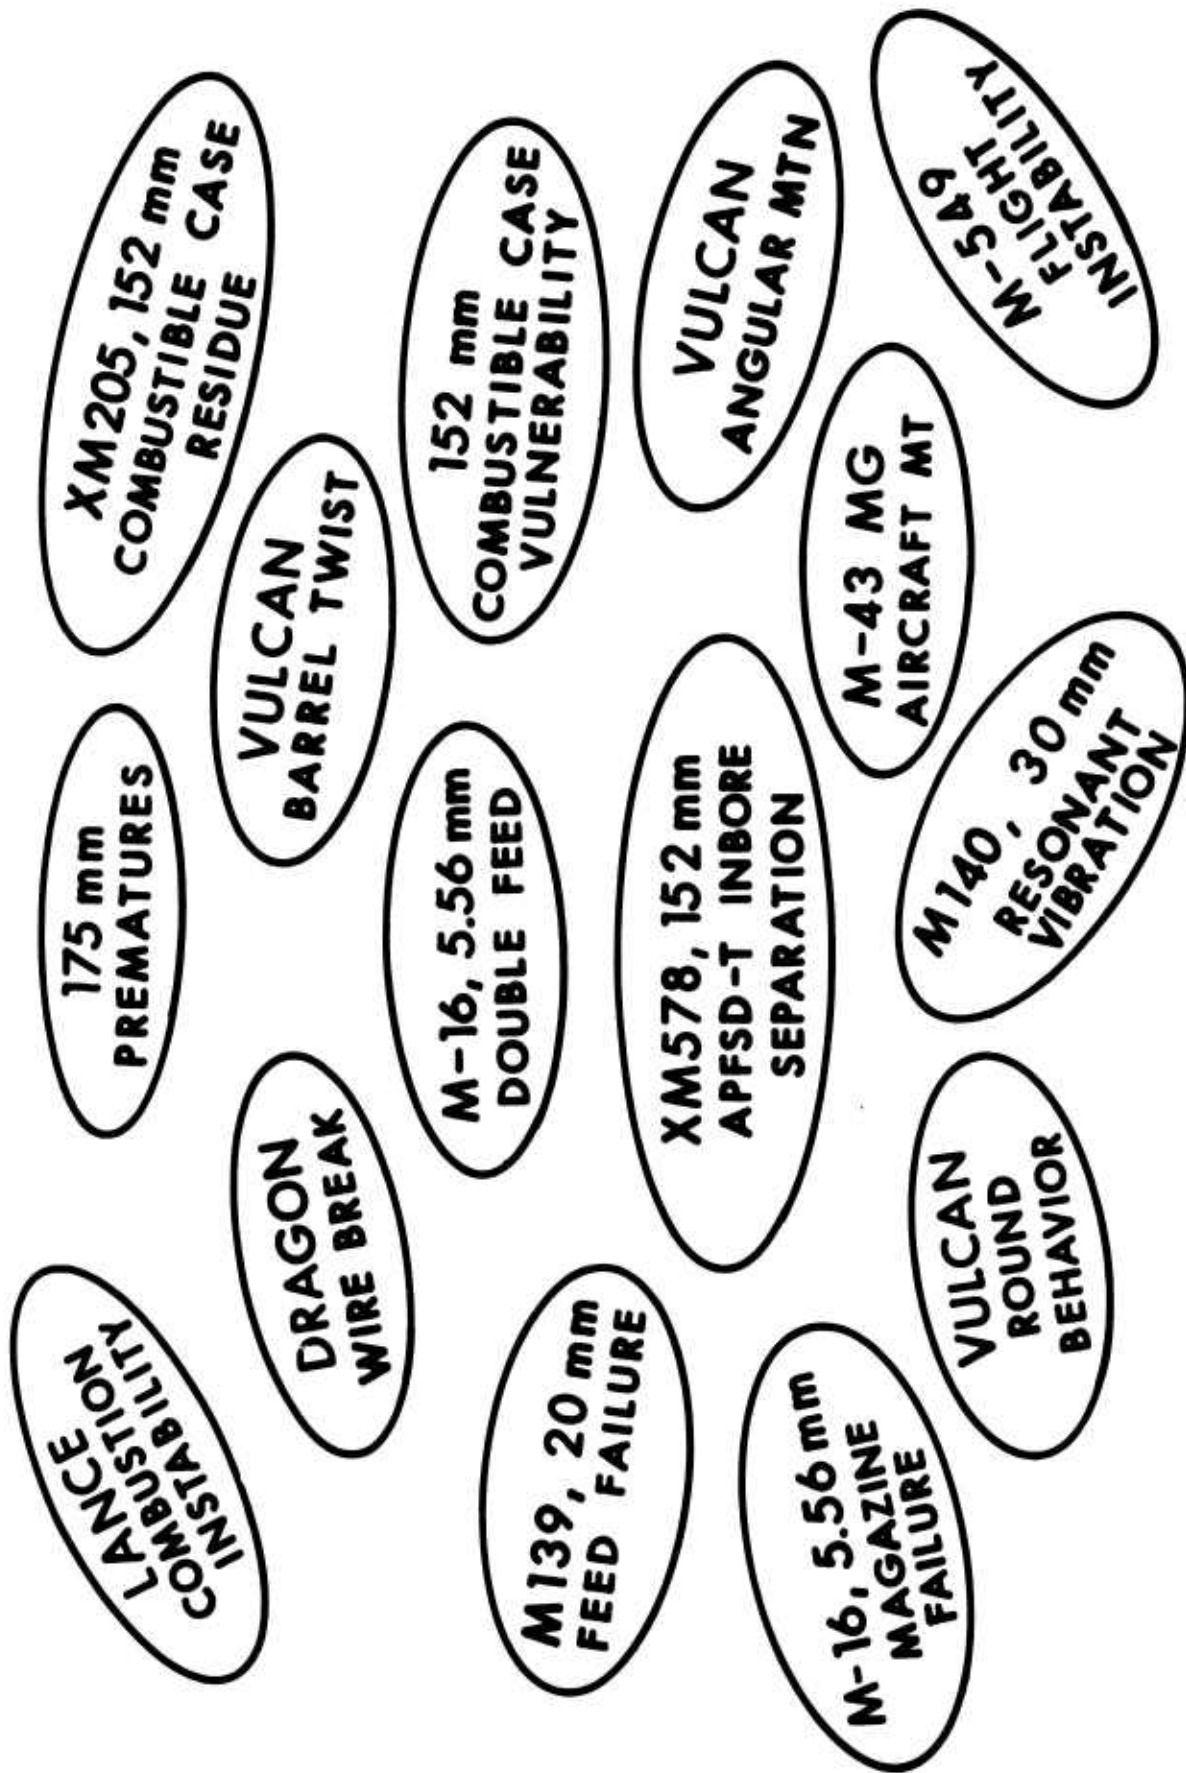 LANCE
COMBUSTION
INSTABILITY
175 mm
PREMATURES
XM205, 152 mm
COMBUSTIBLE CASE
RESIDUE
DRAGON
WIRE BREAK
VULCAN
BARREL TWIST
M139, 20 mm
FEED FAILURE
M-16, 5.56 mm
DOUBLE FEED
152 mm
COMBUSTIBLE CASE
VULNERABILITY
XM578, 152 mm
APFSD-T INBORE
SEPARATION
VULCAN
ANGULAR MTN
M-16, 5.56 mm
MAGAZINE
FAILURE
M-43 MG
AIRCRAFT MT
VULCAN
ROUND
BEHAVIOR
M140, 30 mm
RESONANT
VIBRATION
M-549
FLIGHT
INSTABILITY